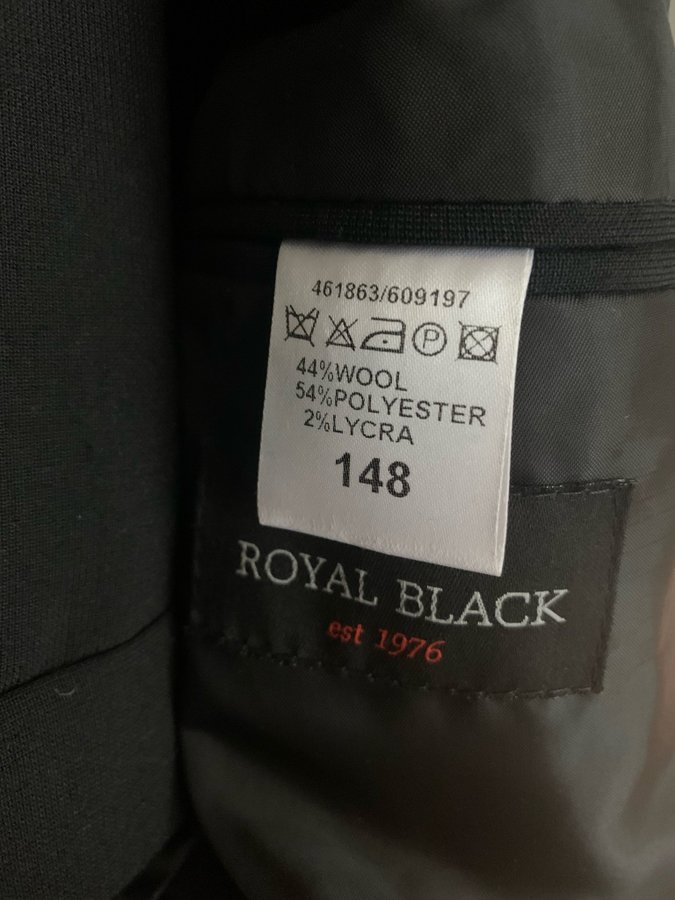 461863/609197
P
44%WOOL
54%POLYESTER
2%LYCRA
148
ROYAL BLACK
est 1976